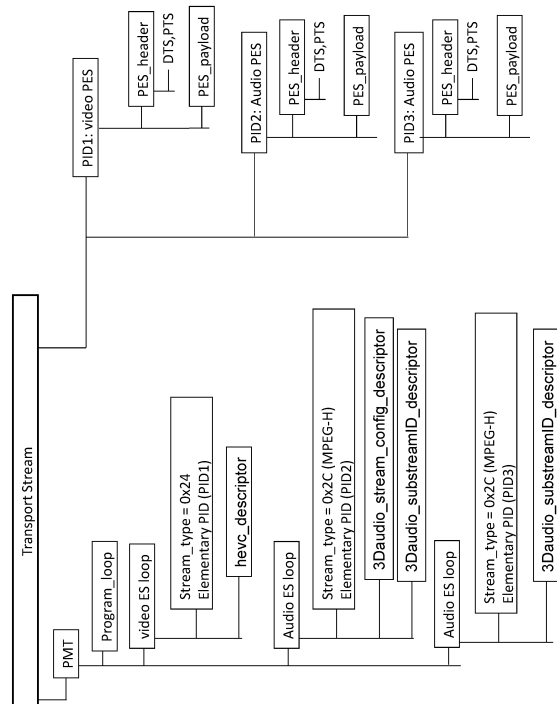 Transport Stream
PMT
Program_loop
video ES loop
Stream_type = 0x24
Elementary PID (PID1)
hevc_descriptor
Audio ES loop
Stream_type = 0x2C (MPEG-H)
Elementary PID (PID2)
3Daudio_stream_config_descriptor
3Daudio_substreamID_descriptor
Audio ES loop
Stream_type = 0x2C (MPEG-H)
Elementary PID (PID3)
3Daudio_substreamID_descriptor
PID1: video PES
PES_header
DTS,PTS
PES_payload
PID2: Audio PES
PES_header
DTS,PTS
PES_payload
PID3: Audio PES
PES_header
DTS,PTS
PES_payload